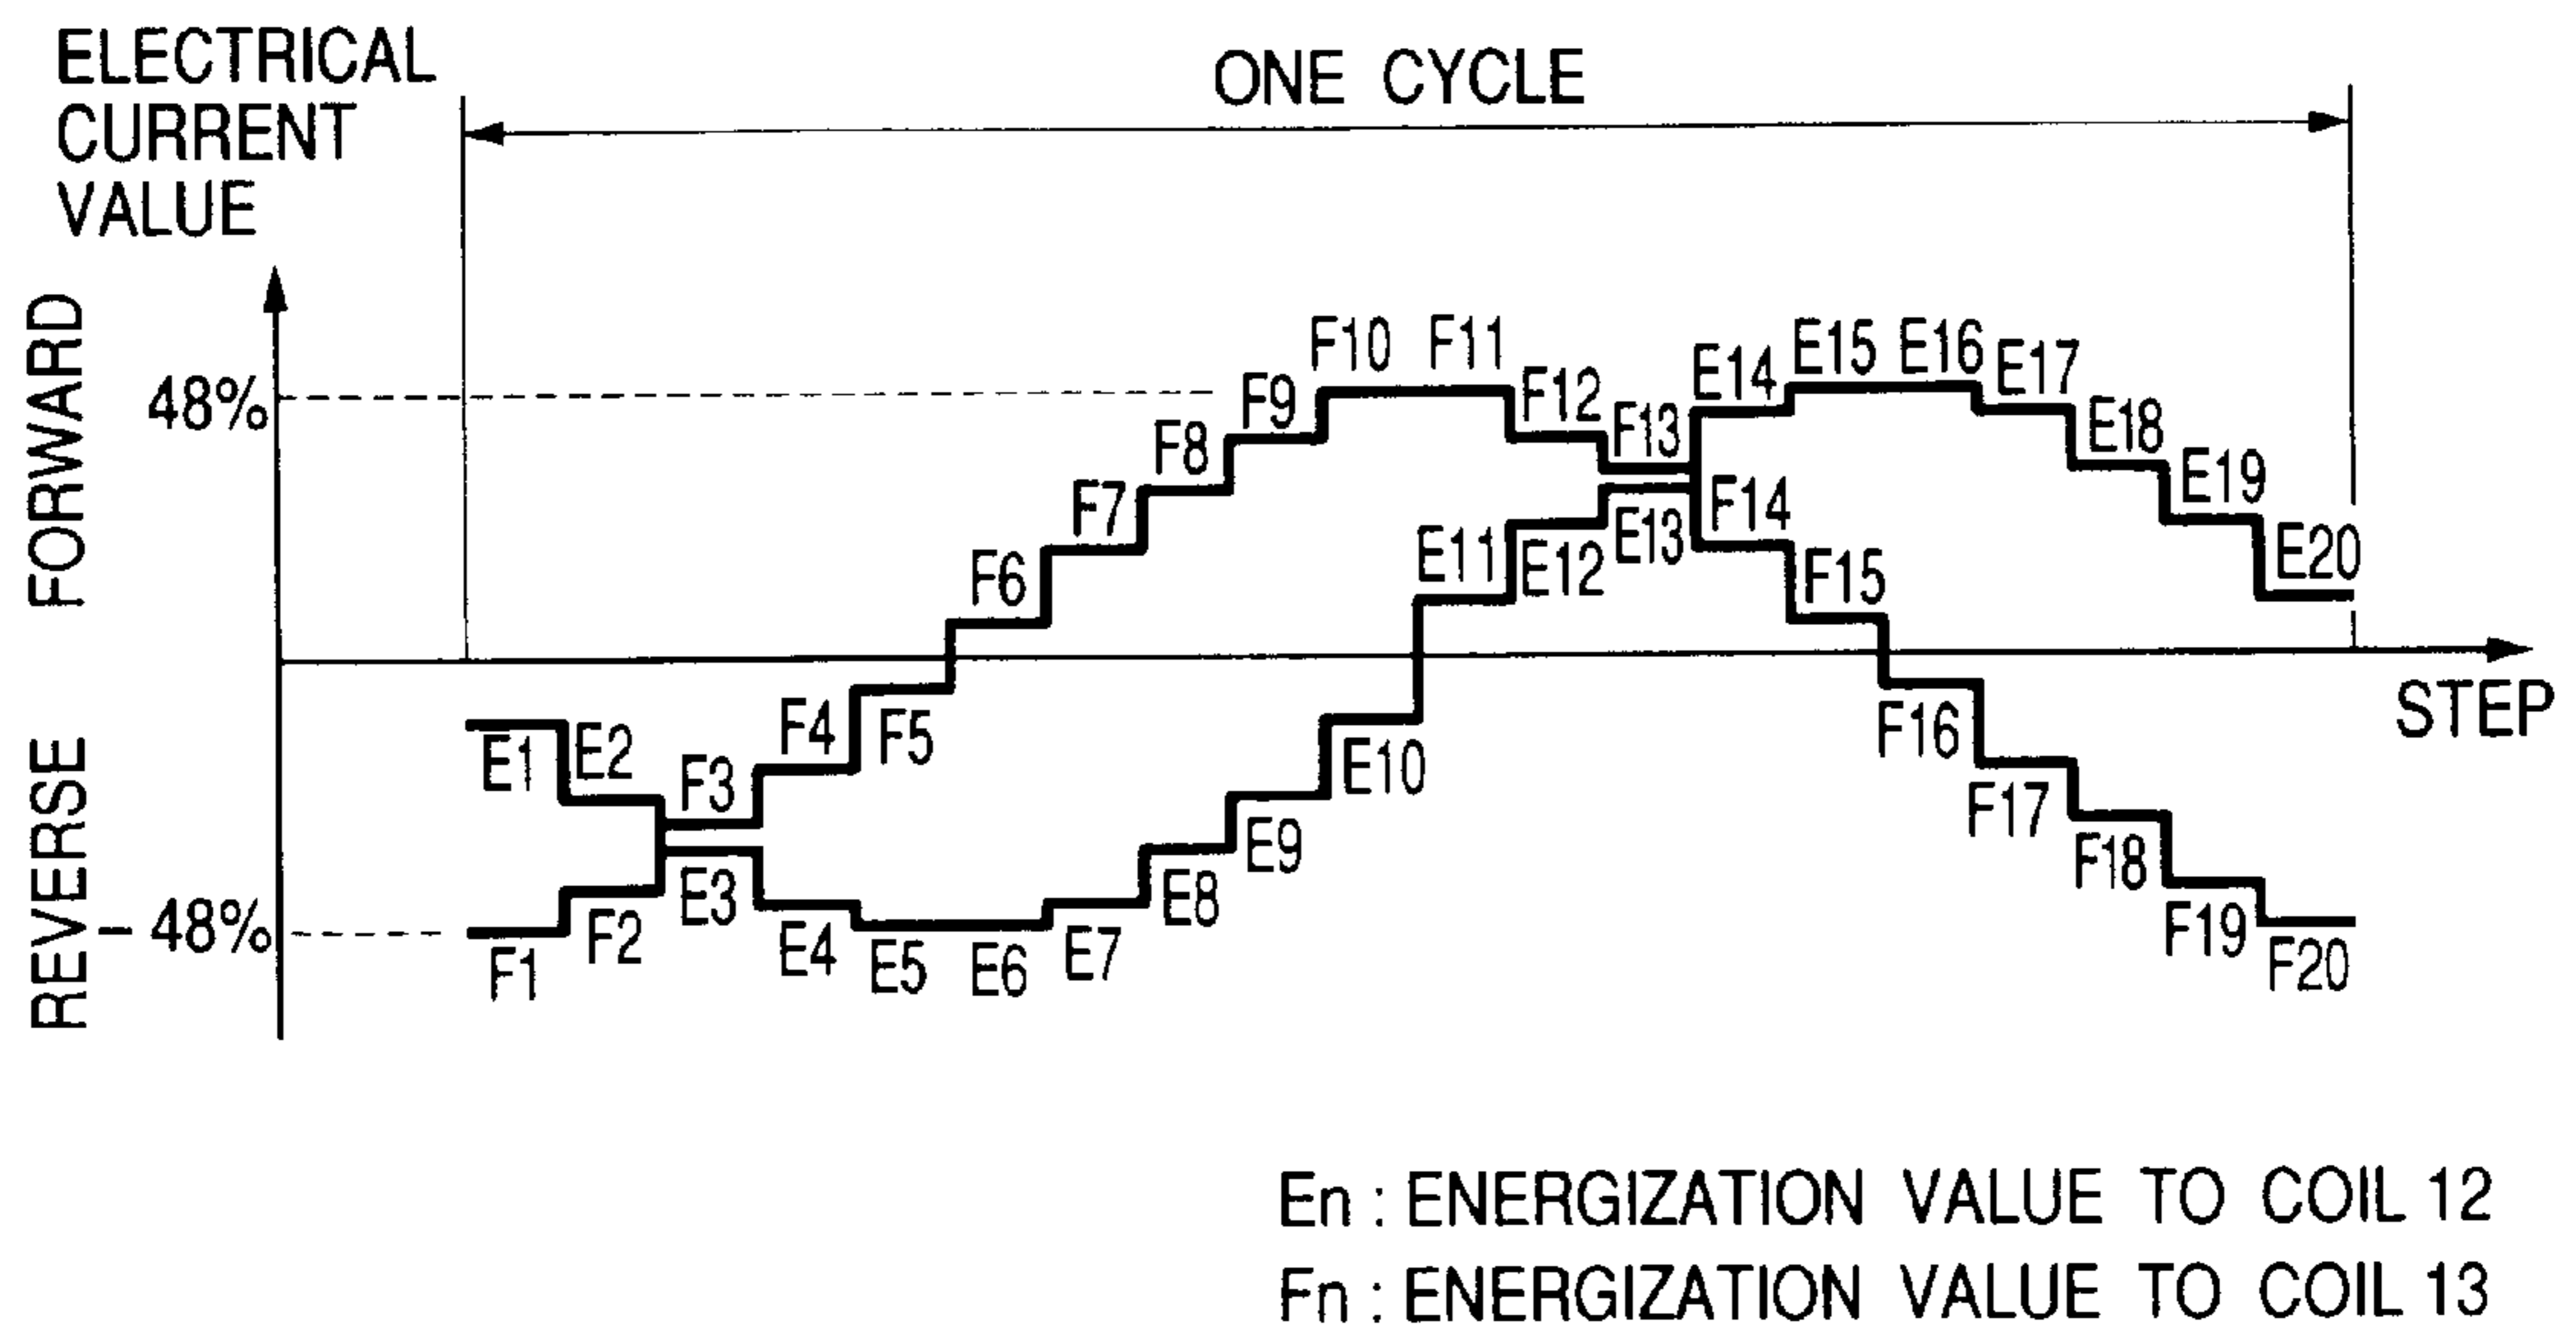 ELECTRICAL
CURRENT
VALUE
ONE CYCLE
FORWARD
REVERSE
48%
- 48%
STEP
E1
E2
E3
E4
E5
E6
E7
E8
E9
E10
E11
E12
E13
E14
E15
E16
E17
E18
E19
E20
F1
F2
F3
F4
F5
F6
F7
F8
F9
F10
F11
F12
F13
F14
F15
F16
F17
F18
F19
F20
En : ENERGIZATION VALUE TO COIL 12
Fn : ENERGIZATION VALUE TO COIL 13